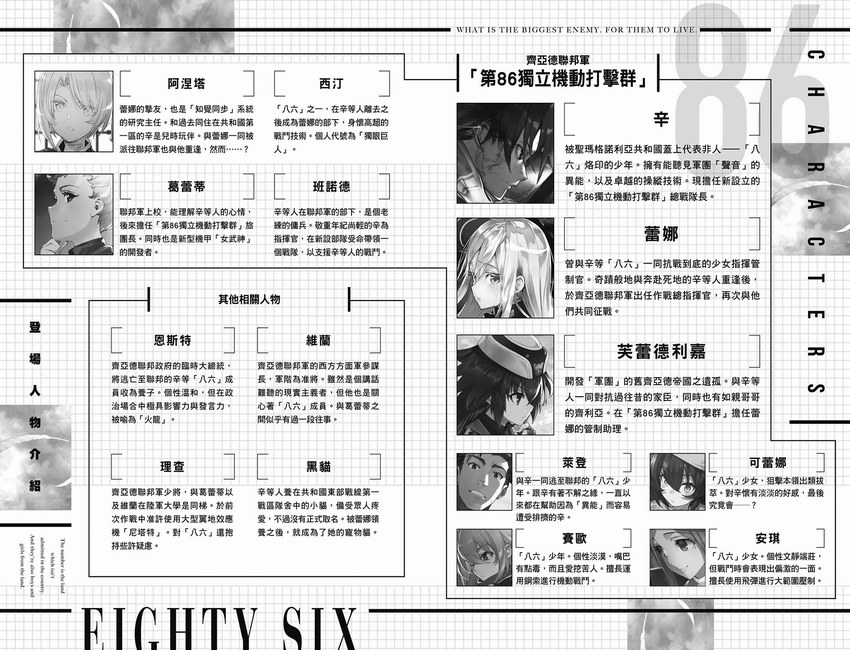 WHAT IS THE BIGGEST ENEMY. FOR THEM TO LIVE.
86
CHARACTERS
齊亞德聯邦軍
「第86獨立機動打擊群」
辛
被聖瑪格諾利亞共和國蓋上代表非人——「八
六」烙印的少年。擁有能聽見軍團「聲音」的
異能，以及卓越的操縱技術。現擔任新設立的
「第86獨立機動打擊群」總戰隊長。
蕾娜
曾與辛等「八六」一同抗戰到底的少女指揮管
制官。奇蹟般地與奔赴死地的辛等人重逢後，
於齊亞德聯邦軍出任作戰總指揮官，再次與他
們共同征戰。
芙蕾德利嘉
開發「軍團」的舊齊亞德帝國之遺孤。與辛等
人一同對抗過往昔的家臣，同時也有如親哥哥
的齊利亞。在「第86獨立機動打擊群」擔任蕾
娜的管制助理。
萊登
與辛一同逃至聯邦的「八六」少
年。跟辛有著不解之緣，一直以
來都在幫助因為「異能」而容易
遭受排擠的辛。
可蕾娜
「八六」少女，狙擊本領出類拔
萃。對辛懷有淡淡的好感，最後
究竟會——？
賽歐
「八六」少年。個性淡漠，嘴巴
有點毒，而且愛挖苦人。擅長運
用鋼索進行機動戰鬥。
安琪
「八六」少女。個性文靜端莊，
但戰鬥時會表現出偏激的一面。
擅長使用飛彈進行大範圍壓制。
阿涅塔
蕾娜的摯友，也是「知覺同步」系統
的研究主任。和過去同住在共和國第
一區的辛是兒時玩伴。與蕾娜一同被
派往聯邦軍也與他重逢，然而……？
西汀
「八六」之一，在辛等人離去之
後成為蕾娜的部下，身懷高超的
戰鬥技術。個人代號為「獨眼巨
人」。
葛蕾蒂
聯邦軍上校，能理解辛等人的心情，
後來擔任「第86獨立機動打擊群」旅
團長。同時也是新型機甲「女武神」
的開發者。
班諾德
辛等人在聯邦軍的部下，是個老
練的傭兵。敬重年紀尚輕的辛為
指揮官，在新設部隊受命帶領一
個戰隊，以支援辛等人的戰鬥。
其他相關人物
恩斯特
齊亞德聯邦政府的臨時大總統，
將逃亡至聯邦的辛等「八六」成
員收為養子。個性溫和，但在政
治場合中極具影響力與發言力，
被喻為「火龍」。
維蘭
齊亞德聯邦軍的西方方面軍參謀
長，軍階為准將。雖然是個講話
難聽的現實主義者，但他也是關
心著「八六」成員。與葛蕾蒂之
間似乎有過一段往事。
理查
齊亞德聯邦軍少將，與葛蕾蒂以
及維蘭在陸軍大學是同梯。於前
次作戰中准許使用大型翼地效應
機「尼塔特」。對「八六」還抱
持些許疑慮。
黑貓
辛等人養在共和國東部戰線第一
戰區隊舍中的小貓，備受眾人疼
愛，不過沒有正式取名。被蕾娜領
養之後，就成為了她的寵物貓。
登場人物介紹
The number is the land
which isn't
admitted in the country.
And they're also boys and
girls from the land.
EIGHTY SIX